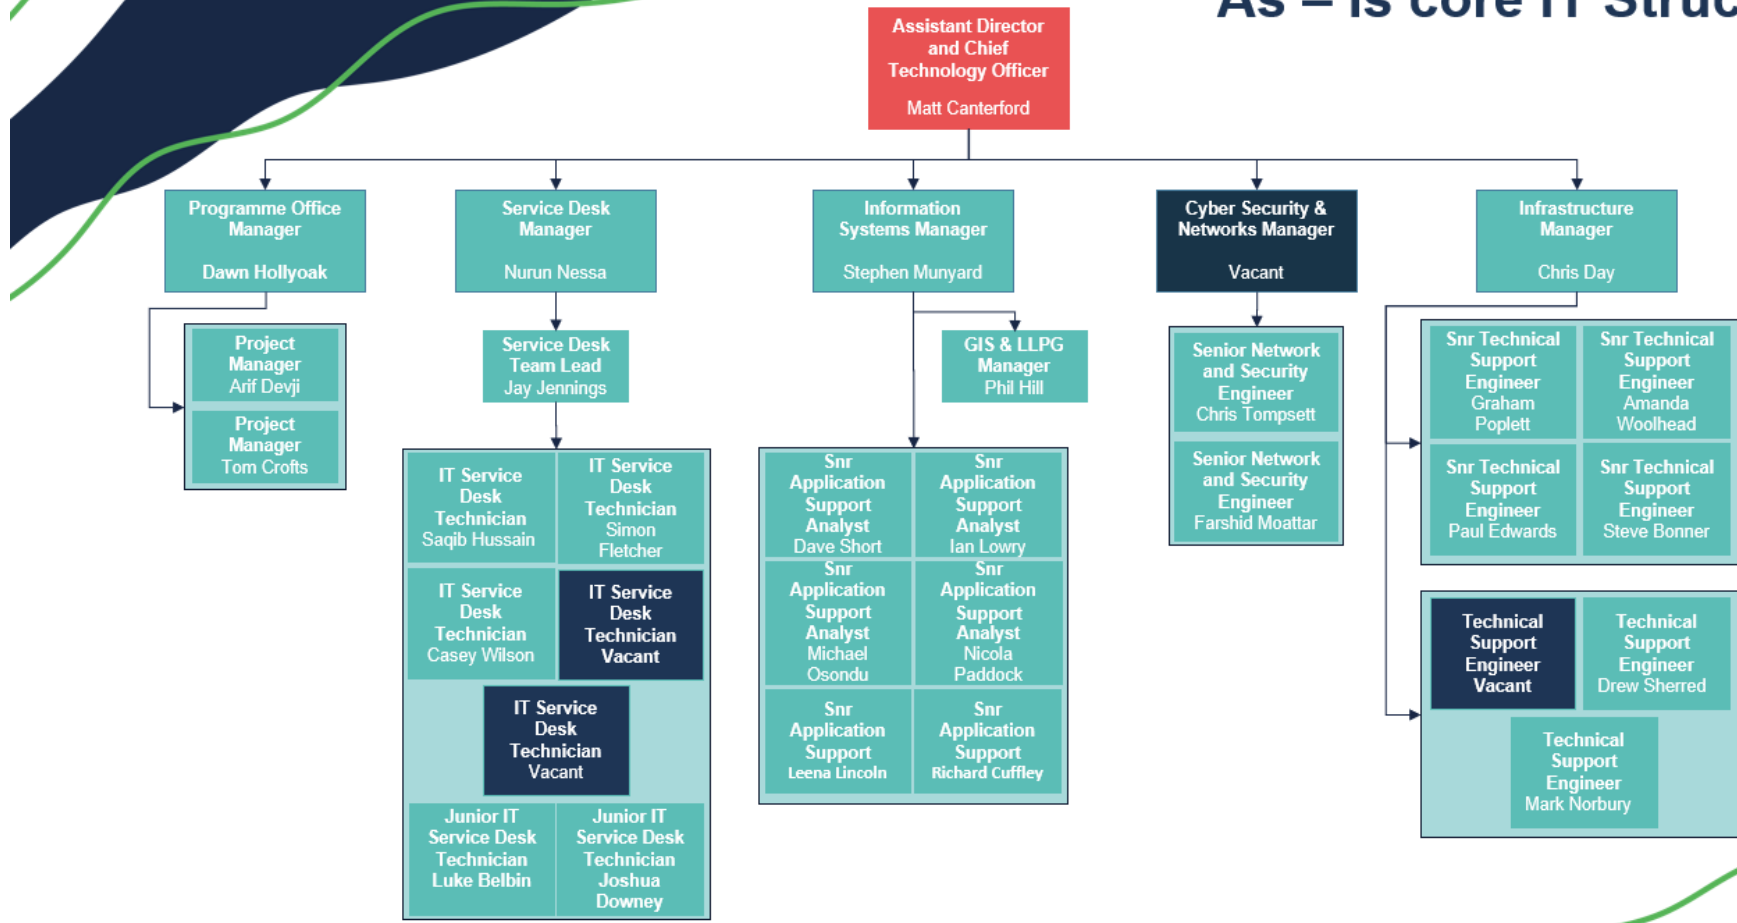 As – is core IT Struc
Assistant Director
and Chief
Technology Officer
Matt Canterford
Programme Office
Manager
Dawn Hollyoak
Service Desk
Manager
Nurun Nessa
Information
Systems Manager
Stephen Munyard
Cyber Security &
Networks Manager
Vacant
Infrastructure
Manager
Chris Day
Project
Manager
Arif Devji
Project
Manager
Tom Crofts
Service Desk
Team Lead
Jay Jennings
IT Service
Desk
Technician
Saqib Hussain
IT Service
Desk
Technician
Simon
Fletcher
IT Service
Desk
Technician
Casey Wilson
IT Service
Desk
Technician
Vacant
IT Service
Desk
Technician
Vacant
Junior IT
Service Desk
Technician
Luke Belbin
Junior IT
Service Desk
Technician
Joshua
Downey
GIS & LLPG
Manager
Phil Hill
Snr
Application
Support
Analyst
Dave Short
Snr
Application
Support
Analyst
Ian Lowry
Snr
Application
Support
Analyst
Michael
Osondu
Snr
Application
Support
Analyst
Nicola
Paddock
Snr
Application
Support
Leena Lincoln
Snr
Application
Support
Richard Cuffley
Senior Network
and Security
Engineer
Chris Tompsett
Senior Network
and Security
Engineer
Farshid Moattar
Snr Technical
Support
Engineer
Graham
Poplett
Snr Technical
Support
Engineer
Amanda
Woolhead
Snr Technical
Support
Engineer
Paul Edwards
Snr Technical
Support
Engineer
Steve Bonner
Technical
Support
Engineer
Vacant
Technical
Support
Engineer
Drew Sherred
Technical
Support
Engineer
Mark Norbury